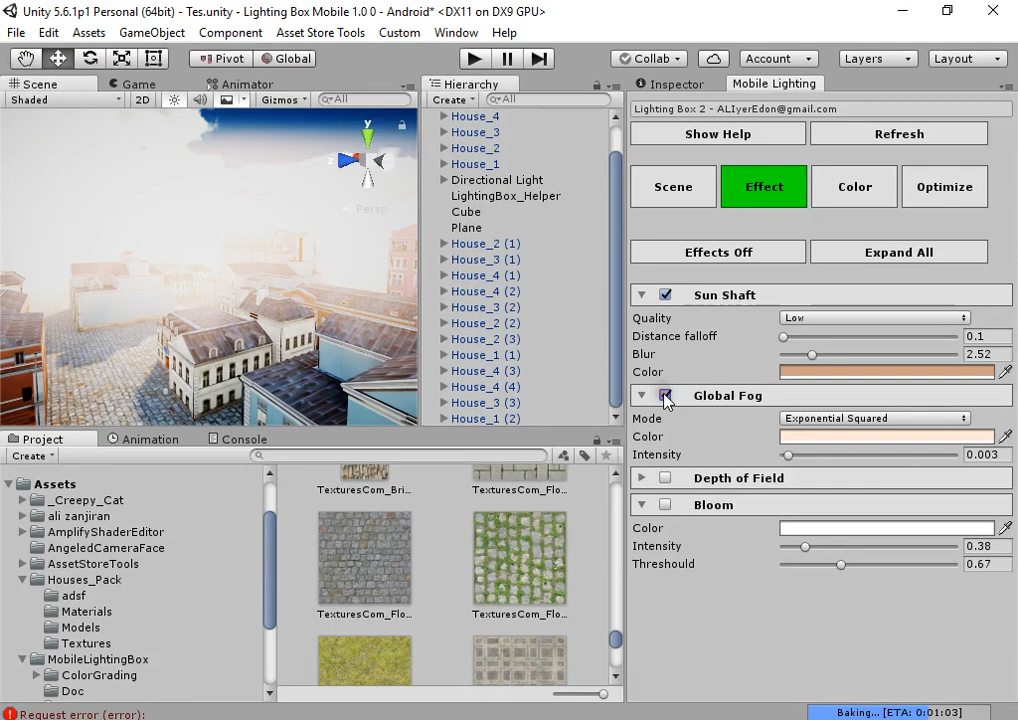 Unity 5.6.1p1 Personal (64bit) - Tes.unity - Lighting Box Mobile 1.0 0 - Android* <DX11 on DX9 GPU>
File Edit Assets GameObject Component Asset Store Tools Custom Window Help
Pivot Global Collab Account Layers Layout
Scene Game Animator
Shaded 2D Gizmos All
y
z
Persp
Hierarchy
Create All
House_4
House_3
House_2
House_1
Directional Light
LightingBox_Helper
Cube
Plane
House_2 (1)
House_3 (1)
House_4 (1)
House_4 (2)
House_3 (2)
House_2 (2)
House_2 (3)
House_1 (1)
House_4 (3)
House_4 (4)
House_3 (3)
House_1 (2)
Inspector Mobile Lighting
Lighting Box 2 - ALIyerEdon@gmail.com
Show Help Refresh
Scene Effect Color Optimize
Effects Off Expand All
Sun Shaft
Quality Low
Distance falloff 0.1
Blur 2.52
Color
Global Fog
Mode Exponential Squared
Color
Intensity 0.003
Depth of Field
Bloom
Color
Intensity 0.38
Threshould 0.67
Project Animation Console
Create
Assets
_Creepy_Cat
ali zanjiran
AmplifyShaderEditor
AngeledCameraFace
AssetStoreTools
Houses_Pack
adsf
Materials
Models
Textures
MobileLightingBox
ColorGrading
Doc
TexturesCom_Bri... TexturesCom_Flo...
TexturesCom_Flo... TexturesCom_Flo...
Request error (error):
Baking... [ETA: 0:01:03]